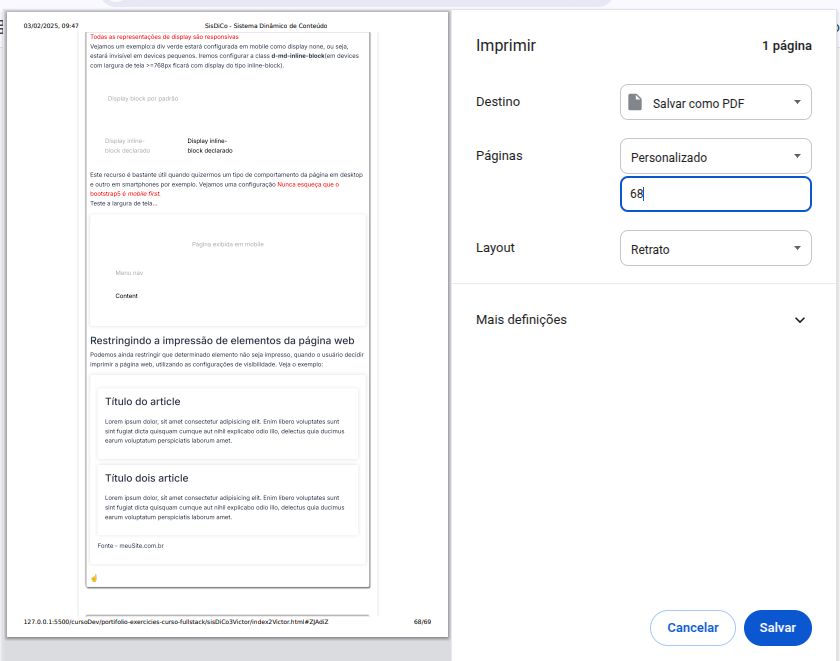 03/02/2025, 09:47 SisDiCo - Sistema Dinâmico de Conteúdo
Todas as representações de display são responsivas
Vejamos um exemplo:a div verde estará configurada em mobile como display none, ou seja,
estará invisível em devices pequenos. Iremos configurar a class d-md-inline-block(em devices
com largura de tela >=768px ficará com display do tipo inline-block).
Display block por padrão
Display inline-
block declarado
Display inline-
block declarado
Este recurso é bastante útil quando quizermos um tipo de comportamento da página em desktop
e outro em smartphones por exemplo. Vejamos uma configuração Nunca esqueça que o
bootstrap5 é mobile first.
Teste a largura de tela...
Página exibida em mobile
Menu nav
Content
Restringindo a impressão de elementos da página web
Podemos ainda restringir que determinado elemento não seja impresso, quando o usuário decidir
imprimir a página web, utilizando as configurações de visibilidade. Veja o exemplo:
Título do article
Lorem ipsum dolor, sit amet consectetur adipisicing elit. Enim libero voluptates sunt
sint fugiat dicta quisquam cumque aut nihil explicabo odio illo, delectus quia ducimus
earum voluptatem perspiciatis laborum amet.
Título dois article
Lorem ipsum dolor, sit amet consectetur adipisicing elit. Enim libero voluptates sunt
sint fugiat dicta quisquam cumque aut nihil explicabo odio illo, delectus quia ducimus
earum voluptatem perspiciatis laborum amet.
Fonte - meuSite.com.br
127.0.0.1:5500/cursoDev/portifolio-exercicies-curso-fullstack/sisDiCo3Victor/index2Victor.html#ZJAdiZ 68/69
Imprimir 1 página
Destino Salvar como PDF
Páginas Personalizado
68
Layout Retrato
Mais definições
Cancelar Salvar